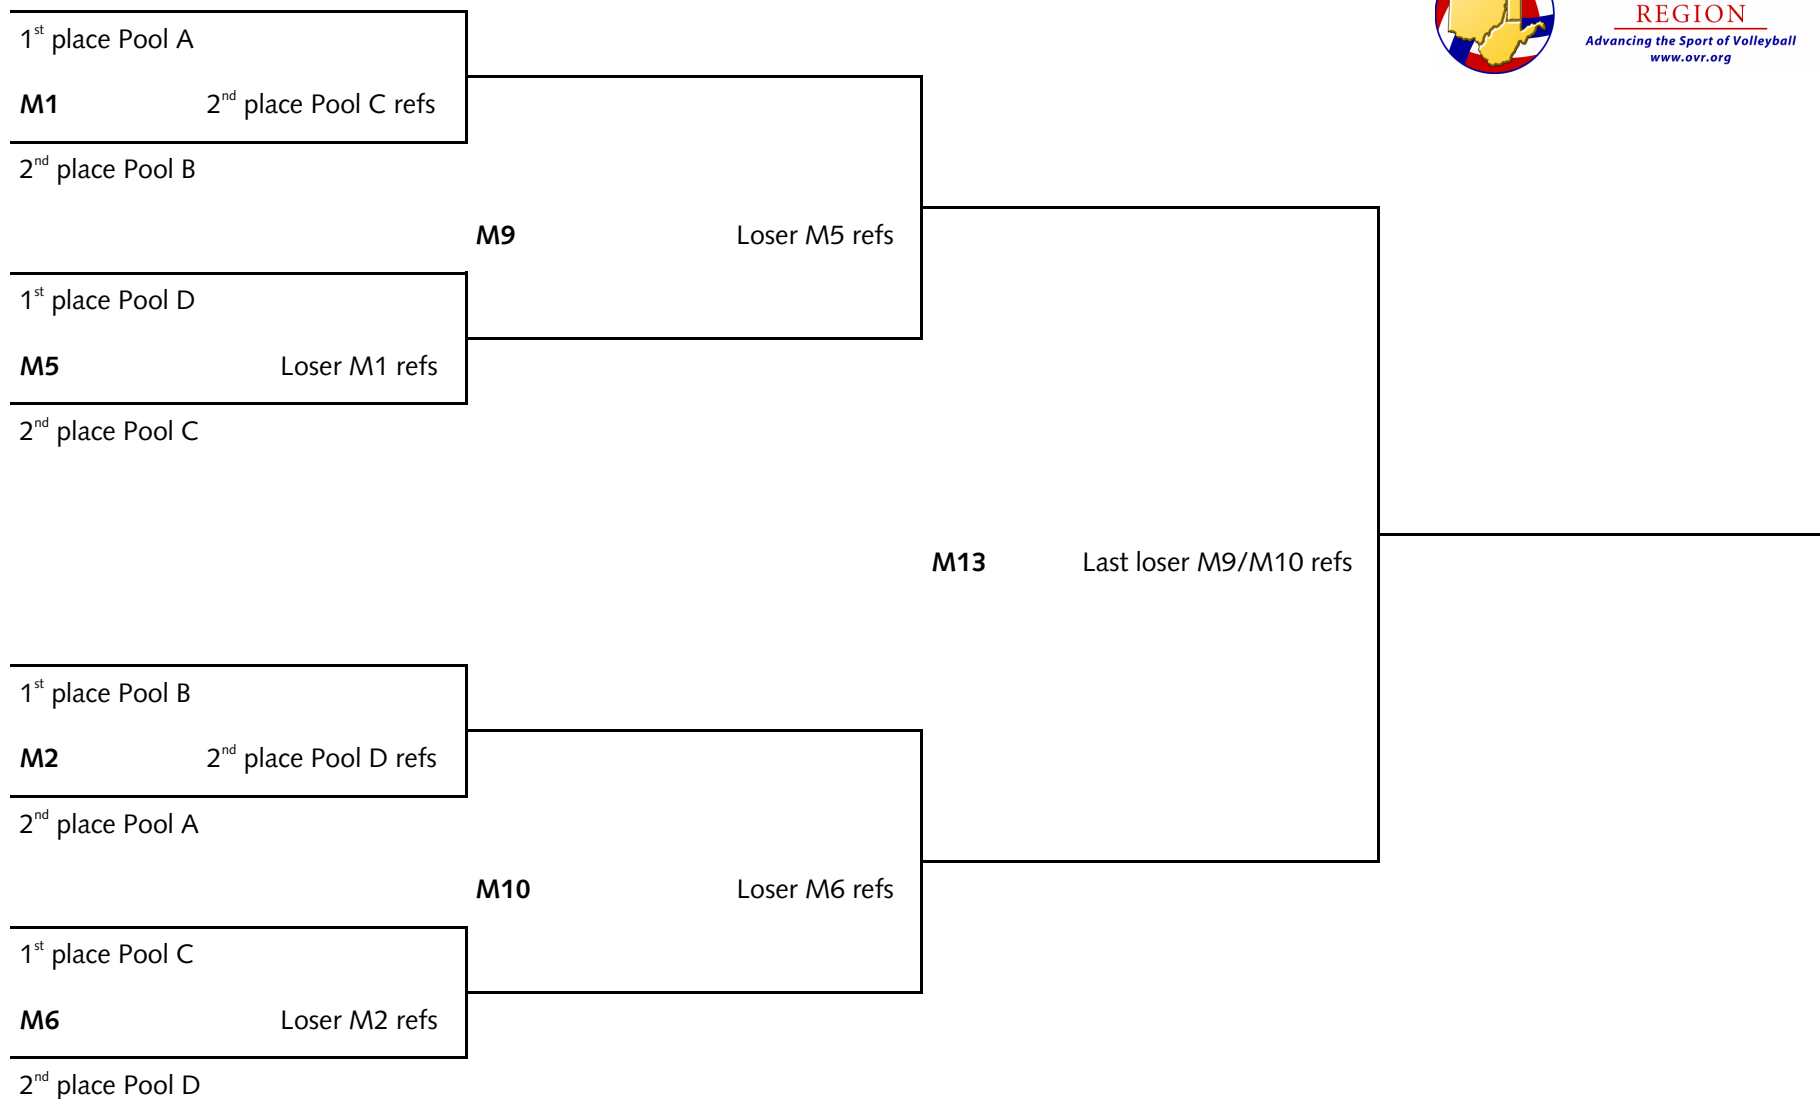 REGION
Advancing the Sport of Volleyball
www.ovr.org
1st place Pool A
M1 2nd place Pool C refs
2nd place Pool B
M9 Loser M5 refs
1st place Pool D
M5 Loser M1 refs
2nd place Pool C
M13 Last loser M9/M10 refs
1st place Pool B
M2 2nd place Pool D refs
2nd place Pool A
M10 Loser M6 refs
1st place Pool C
M6 Loser M2 refs
2nd place Pool D